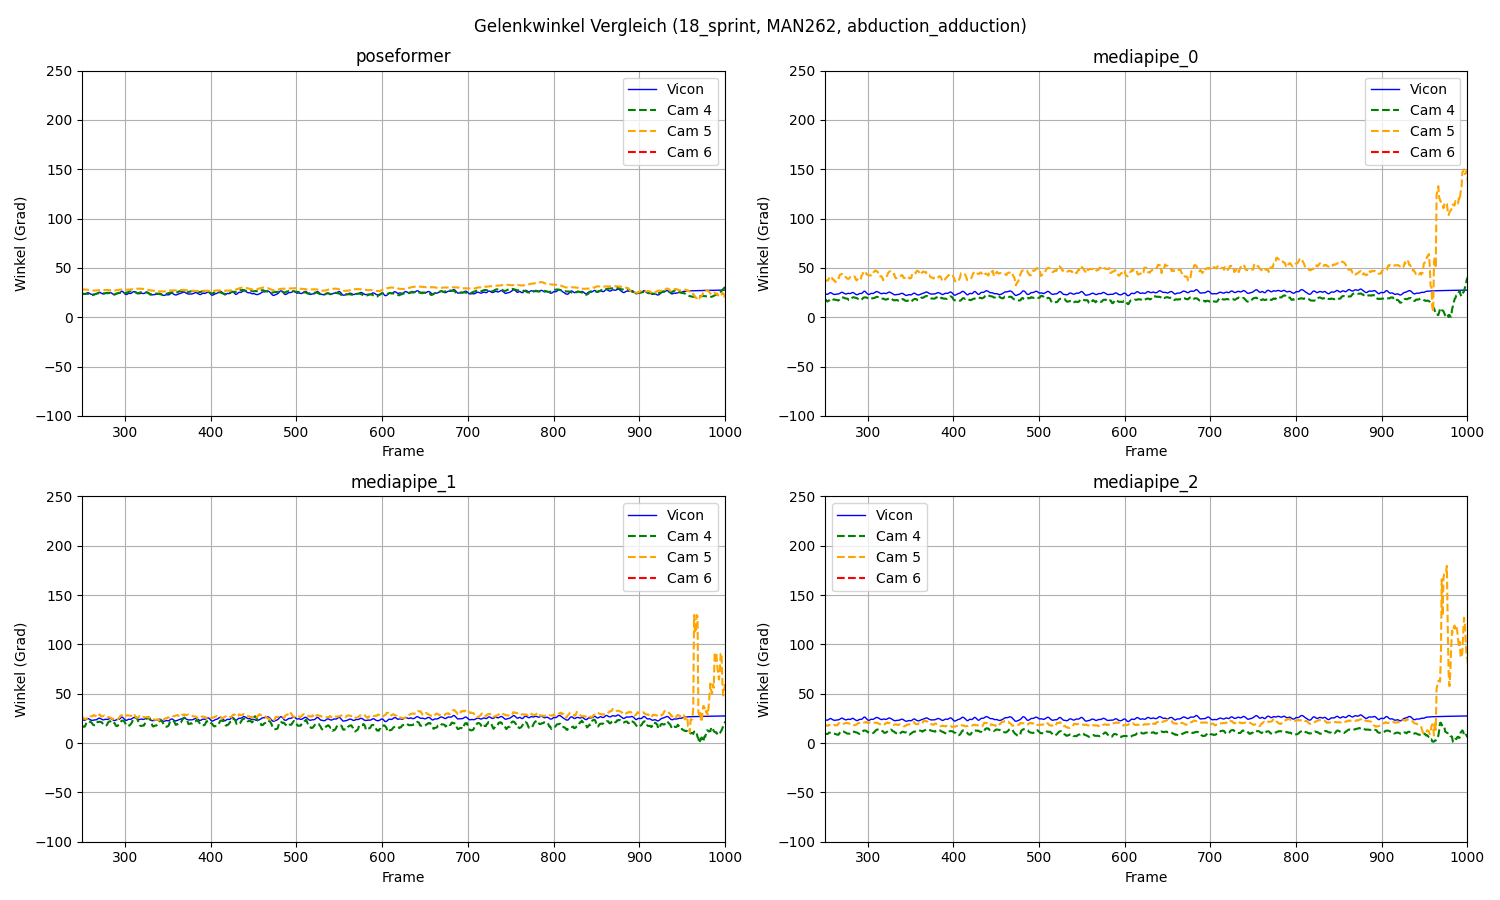 Gelenkwinkel Vergleich (18_sprint, MAN262, abduction_adduction)
poseformer
250
200
150
100
50
0
−50
−100
Winkel (Grad)
300 400 500 600 700 800 900 1000
Frame
Vicon
Cam 4
Cam 5
Cam 6
mediapipe_0
250
200
150
100
50
0
−50
−100
Winkel (Grad)
300 400 500 600 700 800 900 1000
Frame
Vicon
Cam 4
Cam 5
Cam 6
mediapipe_1
250
200
150
100
50
0
−50
−100
Winkel (Grad)
300 400 500 600 700 800 900 1000
Frame
Vicon
Cam 4
Cam 5
Cam 6
mediapipe_2
250
200
150
100
50
0
−50
−100
Winkel (Grad)
300 400 500 600 700 800 900 1000
Frame
Vicon
Cam 4
Cam 5
Cam 6